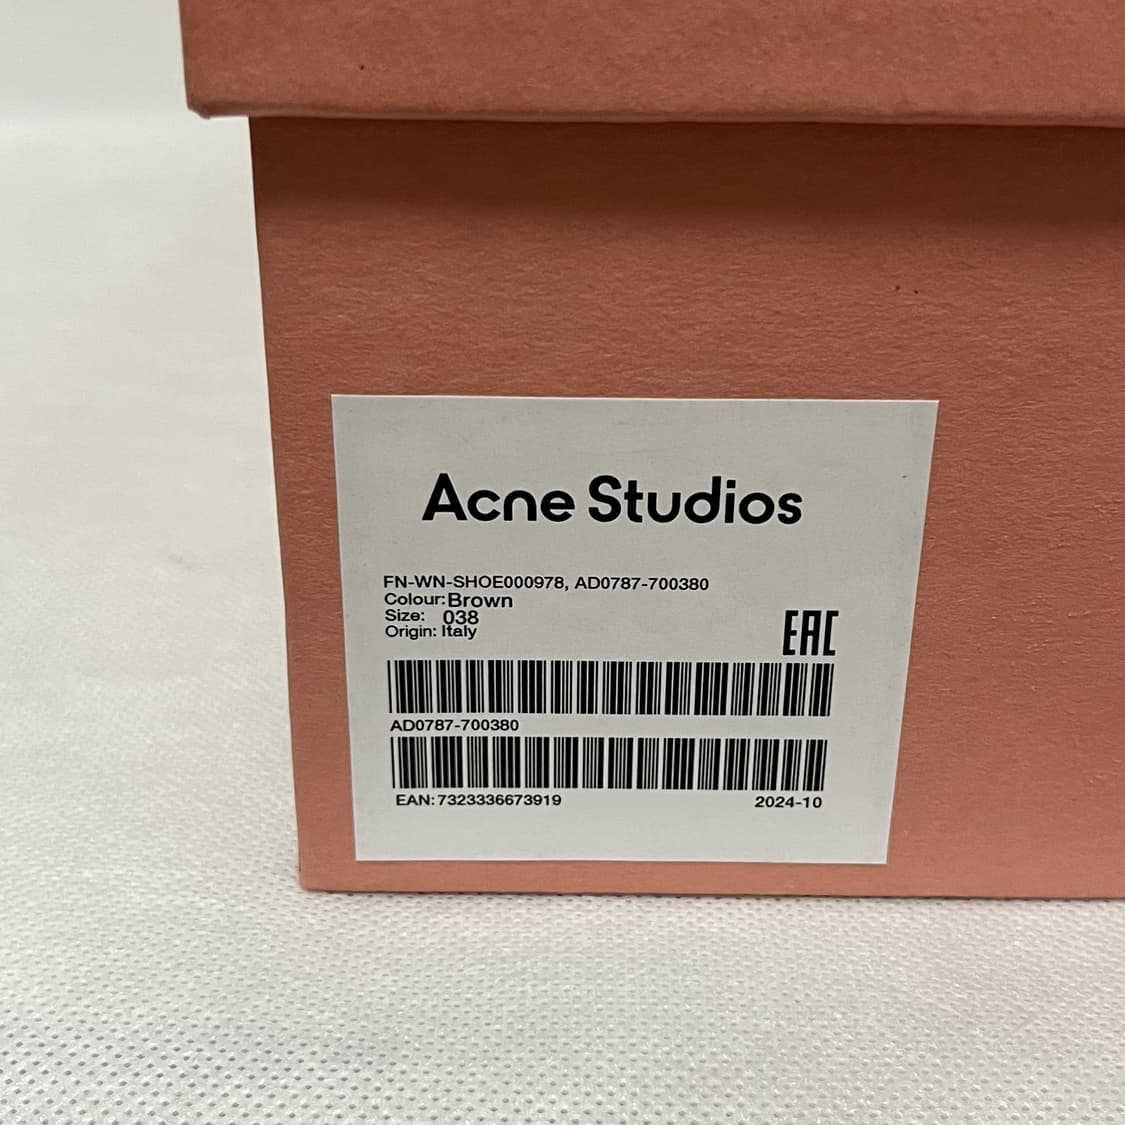 Acne Studios
FN-WN-SHOE000978, AD0787-700380
Colour: Brown
Size: 038
Origin: Italy
EAC
AD0787-700380
EAN: 7323336673919
2024-10